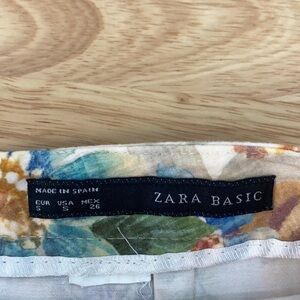 MADE IN SPAIN
EUR USA MEX
S S 26
ZARA BASIC